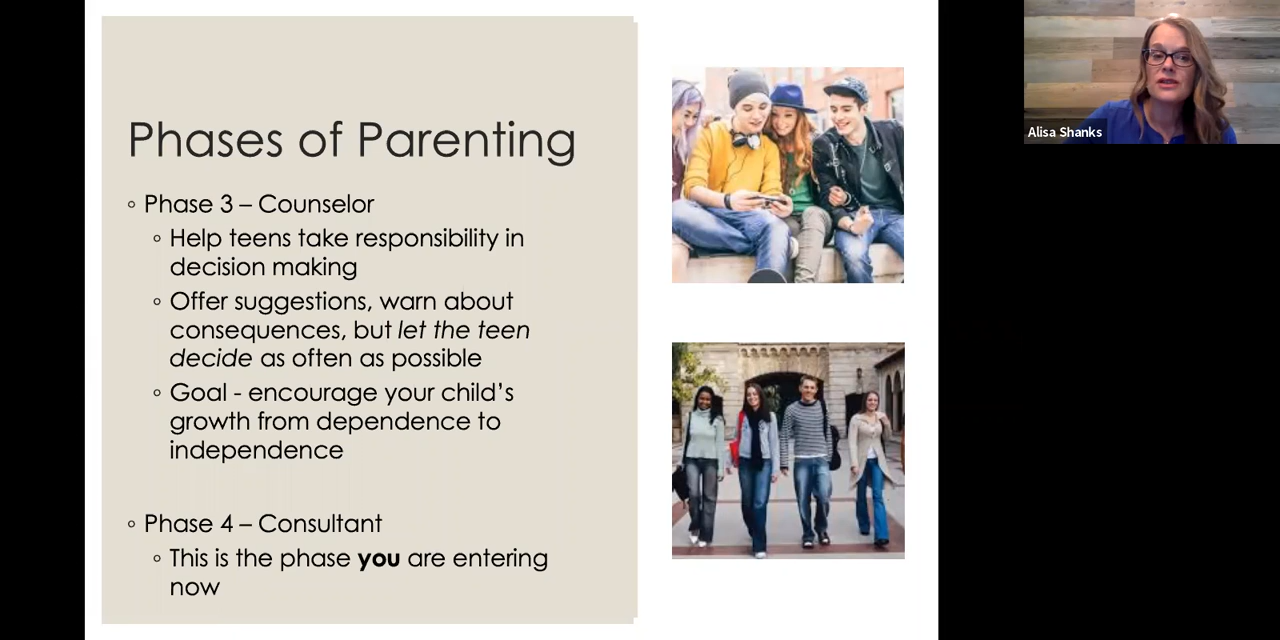 Phases of Parenting
◦ Phase 3 – Counselor
◦ Help teens take responsibility in
decision making
◦ Offer suggestions, warn about
consequences, but let the teen
decide as often as possible
◦ Goal - encourage your child’s
growth from dependence to
independence
◦ Phase 4 – Consultant
◦ This is the phase you are entering
now
Alisa Shanks